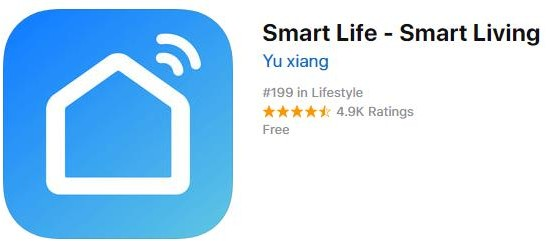 Smart Life - Smart Living
Yu xiang
#199 in Lifestyle
4.9K Ratings
Free